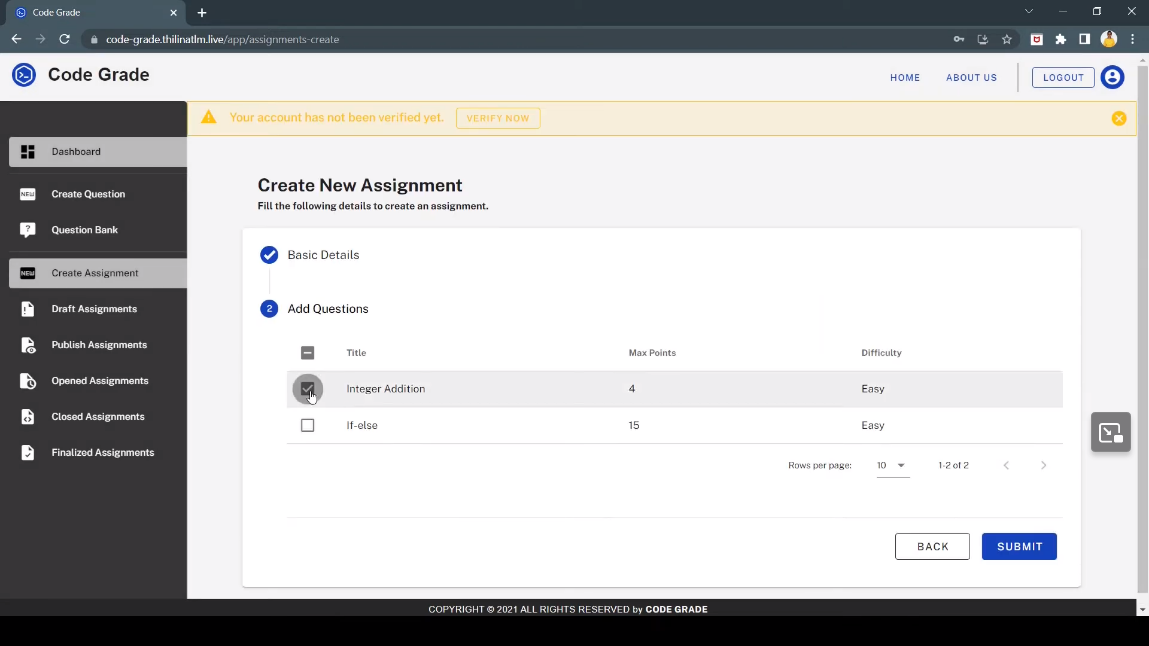 Code Grade
code-grade.thilinatlm.live/app/assignments-create
Code Grade
HOME
ABOUT US
LOGOUT
Your account has not been verified yet.
VERIFY NOW
Dashboard
NEW
Create Question
?
Question Bank
NEW
Create Assignment
Draft Assignments
Publish Assignments
Opened Assignments
Closed Assignments
Finalized Assignments
Create New Assignment
Fill the following details to create an assignment.
Basic Details
2
Add Questions
Title Max Points Difficulty
Integer Addition 4 Easy
If-else 15 Easy
Rows per page: 10 1-2 of 2
BACK
SUBMIT
COPYRIGHT © 2021 ALL RIGHTS RESERVED by CODE GRADE